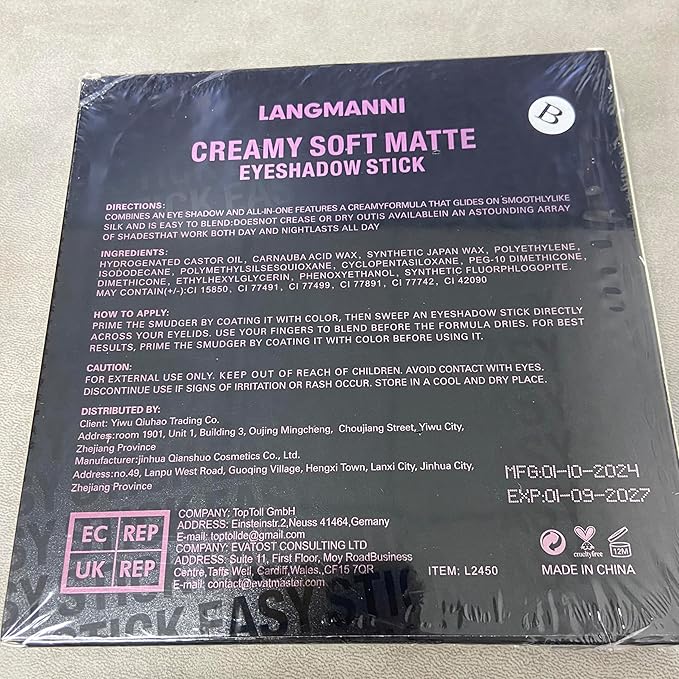 LANGMANNI
B
CREAMY SOFT MATTE
EYESHADOW STICK
DIRECTIONS:
COMBINES AN EYE SHADOW AND ALL-IN-ONE FEATURES A CREAMYFORMULA THAT GLIDES ON SMOOTHLYLIKE
SILK AND IS EASY TO BLEND:DOESNOT CREASE OR DRY OUTIS AVAILABLEIN AN ASTOUNDING ARRAY
OF SHADESTHAT WORK BOTH DAY AND NIGHTLASTS ALL DAY
INGREDIENTS:
HYDROGENATED CASTOR OIL, CARNAUBA ACID WAX, SYNTHETIC JAPAN WAX, POLYETHYLENE,
ISODODECANE, POLYMETHYLSILSESQUIOXANE, CYCLOPENTASILOXANE, PEG-10 DIMETHICONE,
DIMETHICONE, ETHYLHEXYLGLYCERIN, PHENOXYETHANOL, SYNTHETIC FLUORPHLOGOPITE.
MAY CONTAIN(+/-):CI 15850, CI 77491, CI 77499, CI 77891, CI 77742, CI 42090
HOW TO APPLY:
PRIME THE SMUDGER BY COATING IT WITH COLOR, THEN SWEEP AN EYESHADOW STICK DIRECTLY
ACROSS YOUR EYELIDS. USE YOUR FINGERS TO BLEND BEFORE THE FORMULA DRIES. FOR BEST
RESULTS, PRIME THE SMUDGER BY COATING IT WITH COLOR BEFORE USING IT.
CAUTION:
FOR EXTERNAL USE ONLY. KEEP OUT OF REACH OF CHILDREN. AVOID CONTACT WITH EYES.
DISCONTINUE USE IF SIGNS OF IRRITATION OR RASH OCCUR. STORE IN A COOL AND DRY PLACE.
DISTRIBUTED BY:
Client: Yiwu Qiuhao Trading Co.
Addres:room 1901, Unit 1, Building 3, Oujing Mingcheng, Choujiang Street, Yiwu City,
Zhejiang Province
Manufacturer:jinhua Qianshuo Cosmetics Co., Ltd.
Address:no.49, Lanpu West Road, Guoqing Village, Hengxi Town, Lanxi City, Jinhua City,
Zhejiang Province
MFG:01-10-2024
EXP:01-09-2027
EC REP
UK REP
COMPANY: TopToll GmbH
ADDRESS: Einsteinstr.2,Neuss 41464,Gemany
E-mail: toptollde@gmail.com
COMPANY: EVATOST CONSULTING LTD
ADDRESS: Suite 11, First Floor, Moy RoadBusiness
Centre,Taffs Well, Cardiff,Wales,CF15 7QR
E-mail: contact@evatmaster.com
ITEM: L2450
crueltyfree
12M
MADE IN CHINA
STICK EASY STIC